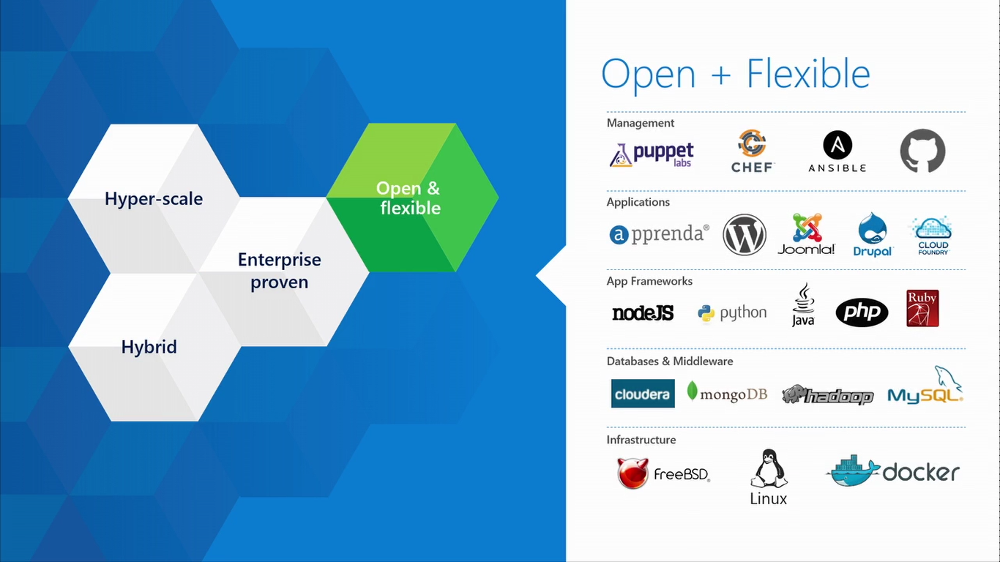 Hyper-scale
Enterprise
proven
Hybrid
Open &
flexible
Open + Flexible
Management
puppet
labs
CHEF
ANSIBLE
Applications
apprenda®
W
Joomla!
Drupal
CLOUD
FOUNDRY
App Frameworks
nodeJS
python
Java
php
Ruby
Databases & Middleware
cloudera
mongoDB
hadoop
MySQL®
Infrastructure
FreeBSD®
Linux
docker